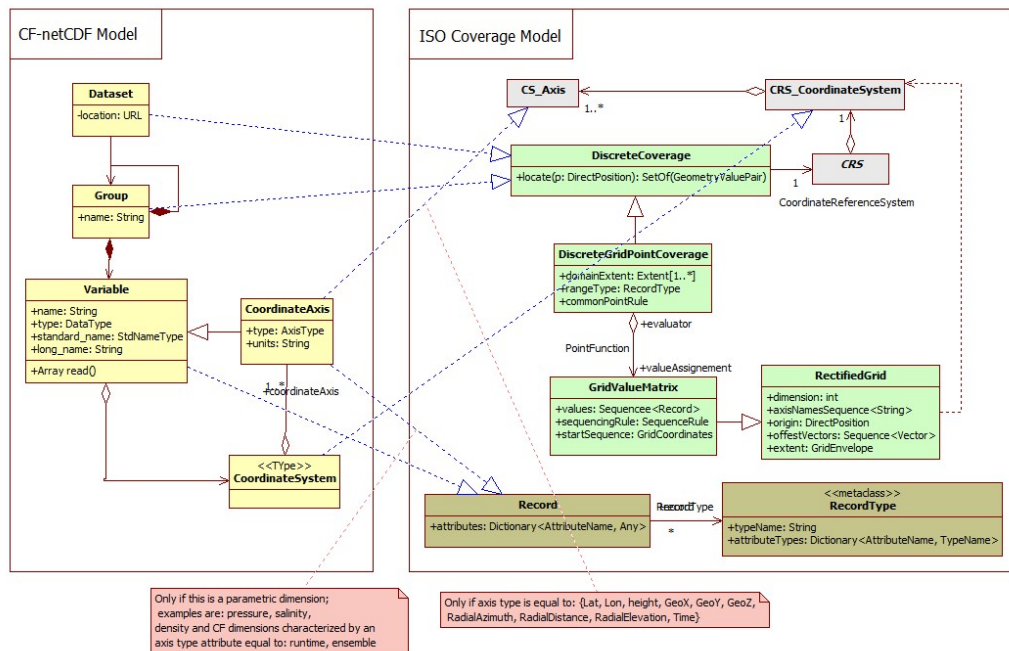 CF-netCDF Model
Dataset
-location: URL
Group
+name: String
Variable
+name: String
+type: DataType
+standard_name: StdNameType
+long_name: String
+Array read()
CoordinateAxis
+type: AxisType
+units: String
1..*
+coordinateAxis
<<TYpe>>
CoordinateSystem
ISO Coverage Model
CS_Axis
1..*
CRS_CoordinateSystem
1
CRS
DiscreteCoverage
+locate(p: DirectPosition): SetOf(GeometryValuePair)
1
CoordinateReferenceSystem
DiscreteGridPointCoverage
+domainExtent: Extent[1..*]
+rangeType: RecordType
+commonPointRule
+evaluator
PointFunction
+valueAssignement
GridValueMatrix
+values: Sequencee<Record>
+sequencingRule: SequenceRule
+startSequence: GridCoordinates
RectifiedGrid
+dimension: int
+axisNamesSequence<String>
+origin: DirectPosition
+offestVectors: Sequence<Vector>
+extent: GridEnvelope
Record
+attributes: Dictionary<AttributeName, Any>
*
<<metaclass>>
RecordType
+typeName: String
+attributeTypes: Dictionary<AttributeName, TypeName>
Only if this is a parametric dimension;
examples are: pressure, salinity,
density and CF dimensions characterized by an
axis type attribute equal to: runtime, ensemble
Only if axis type is equal to: {Lat, Lon, height, GeoX, GeoY, GeoZ,
RadialAzimuth, RadialDistance, RadialElevation, Time}